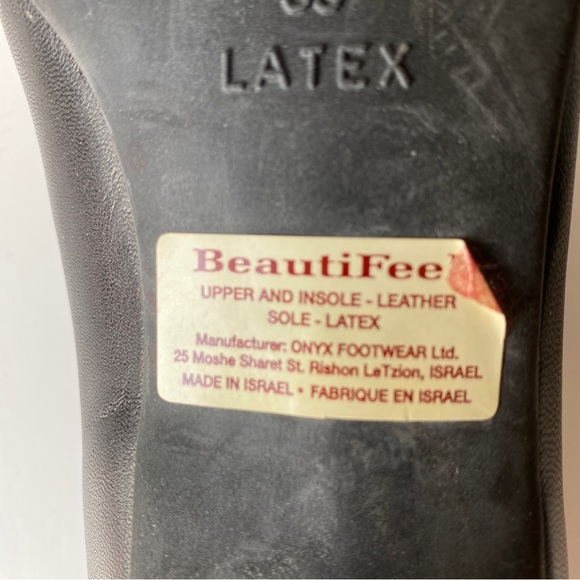 LATEX
BeautiFee
UPPER AND INSOLE - LEATHER
SOLE - LATEX
Manufacturer: ONYX FOOTWEAR Ltd.
25 Moshe Sharet St. Rishon LeTzion, ISRAEL
MADE IN ISRAEL • FABRIQUE EN ISRAEL